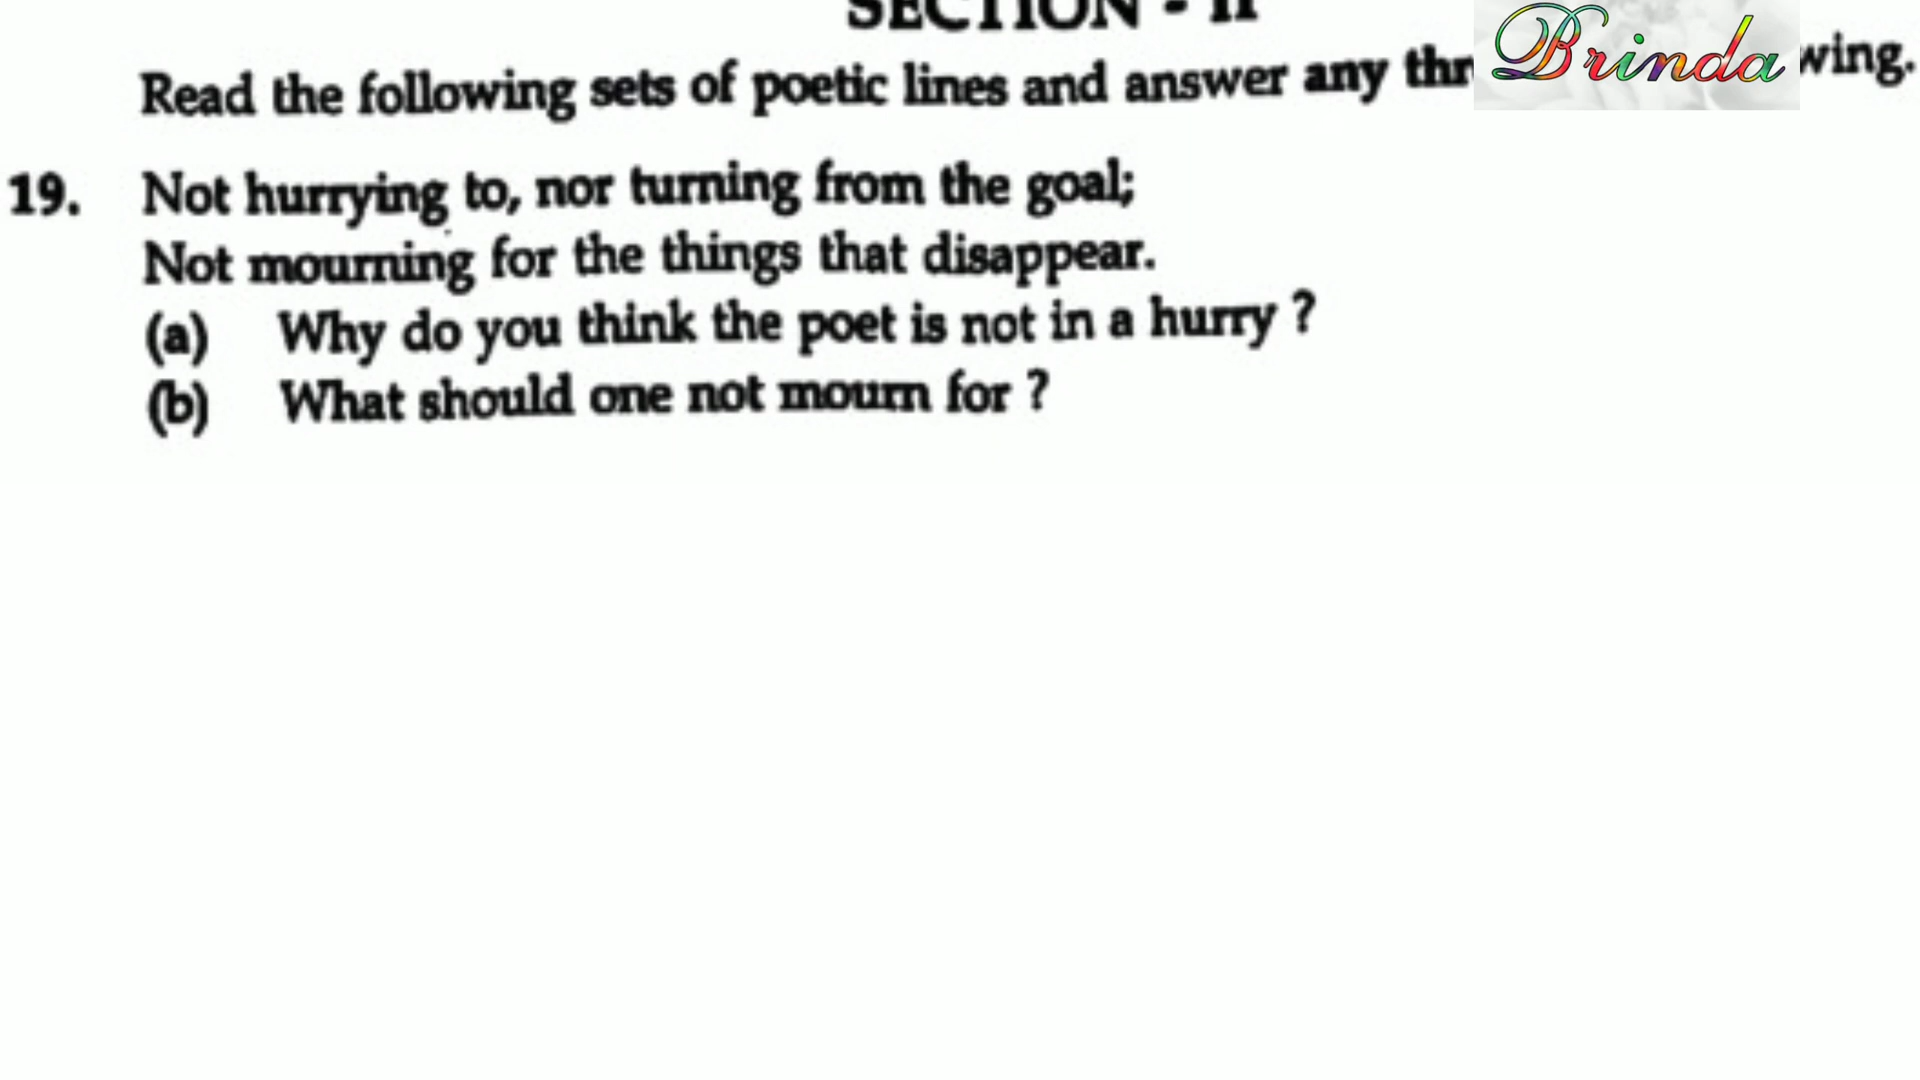 SECTION - II
Read the following sets of poetic lines and answer any thr Brinda wing.
19. Not hurrying to, nor turning from the goal;
Not mourning for the things that disappear.
(a) Why do you think the poet is not in a hurry ?
(b) What should one not mourn for ?